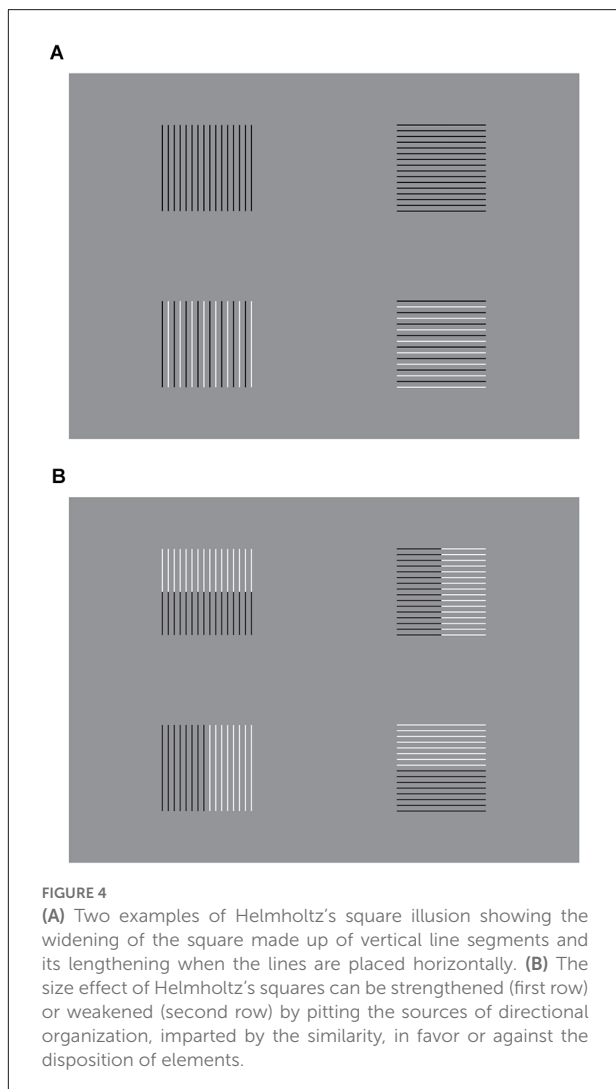 A
B
FIGURE 4
(A) Two examples of Helmholtz’s square illusion showing the
widening of the square made up of vertical line segments and
its lengthening when the lines are placed horizontally. (B) The
size effect of Helmholtz’s squares can be strengthened (first row)
or weakened (second row) by pitting the sources of directional
organization, imparted by the similarity, in favor or against the
disposition of elements.